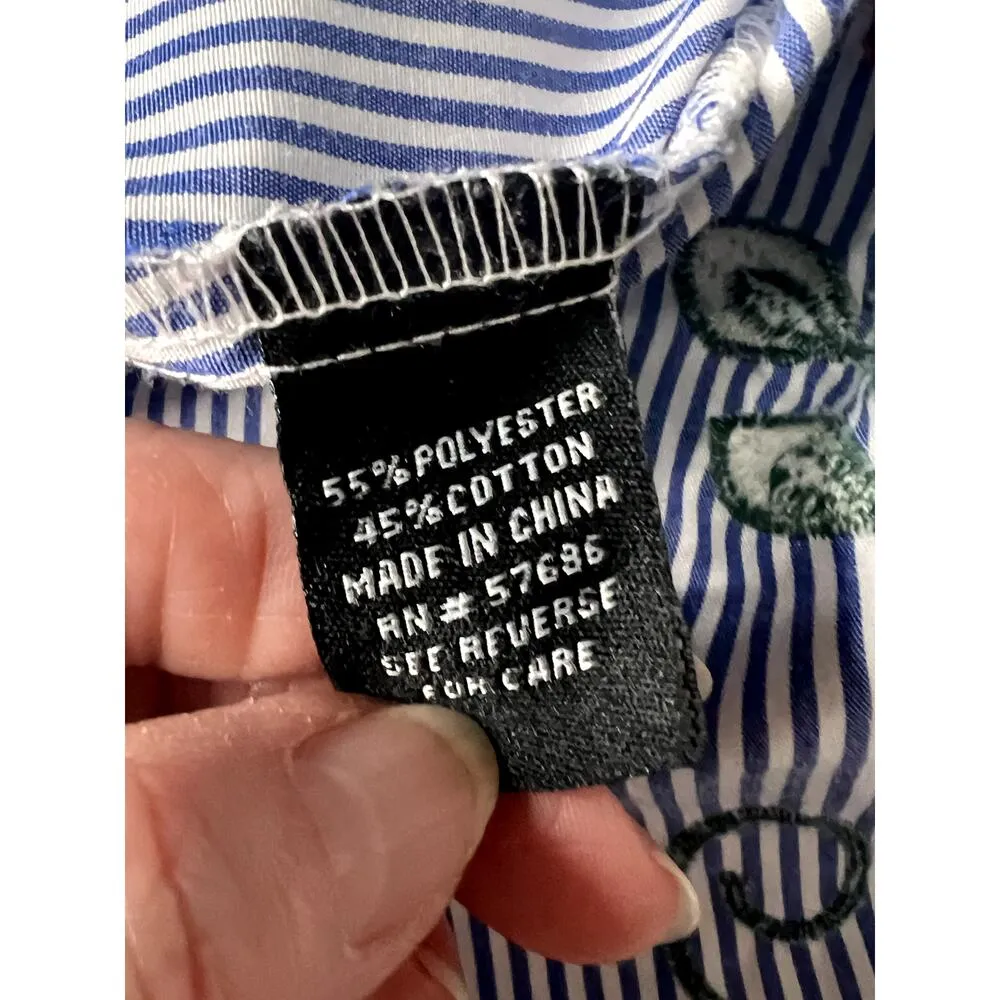 55% POLYESTER
45% COTTON
MADE IN CHINA
RN # 57686
SEE REVERSE
FOR CARE